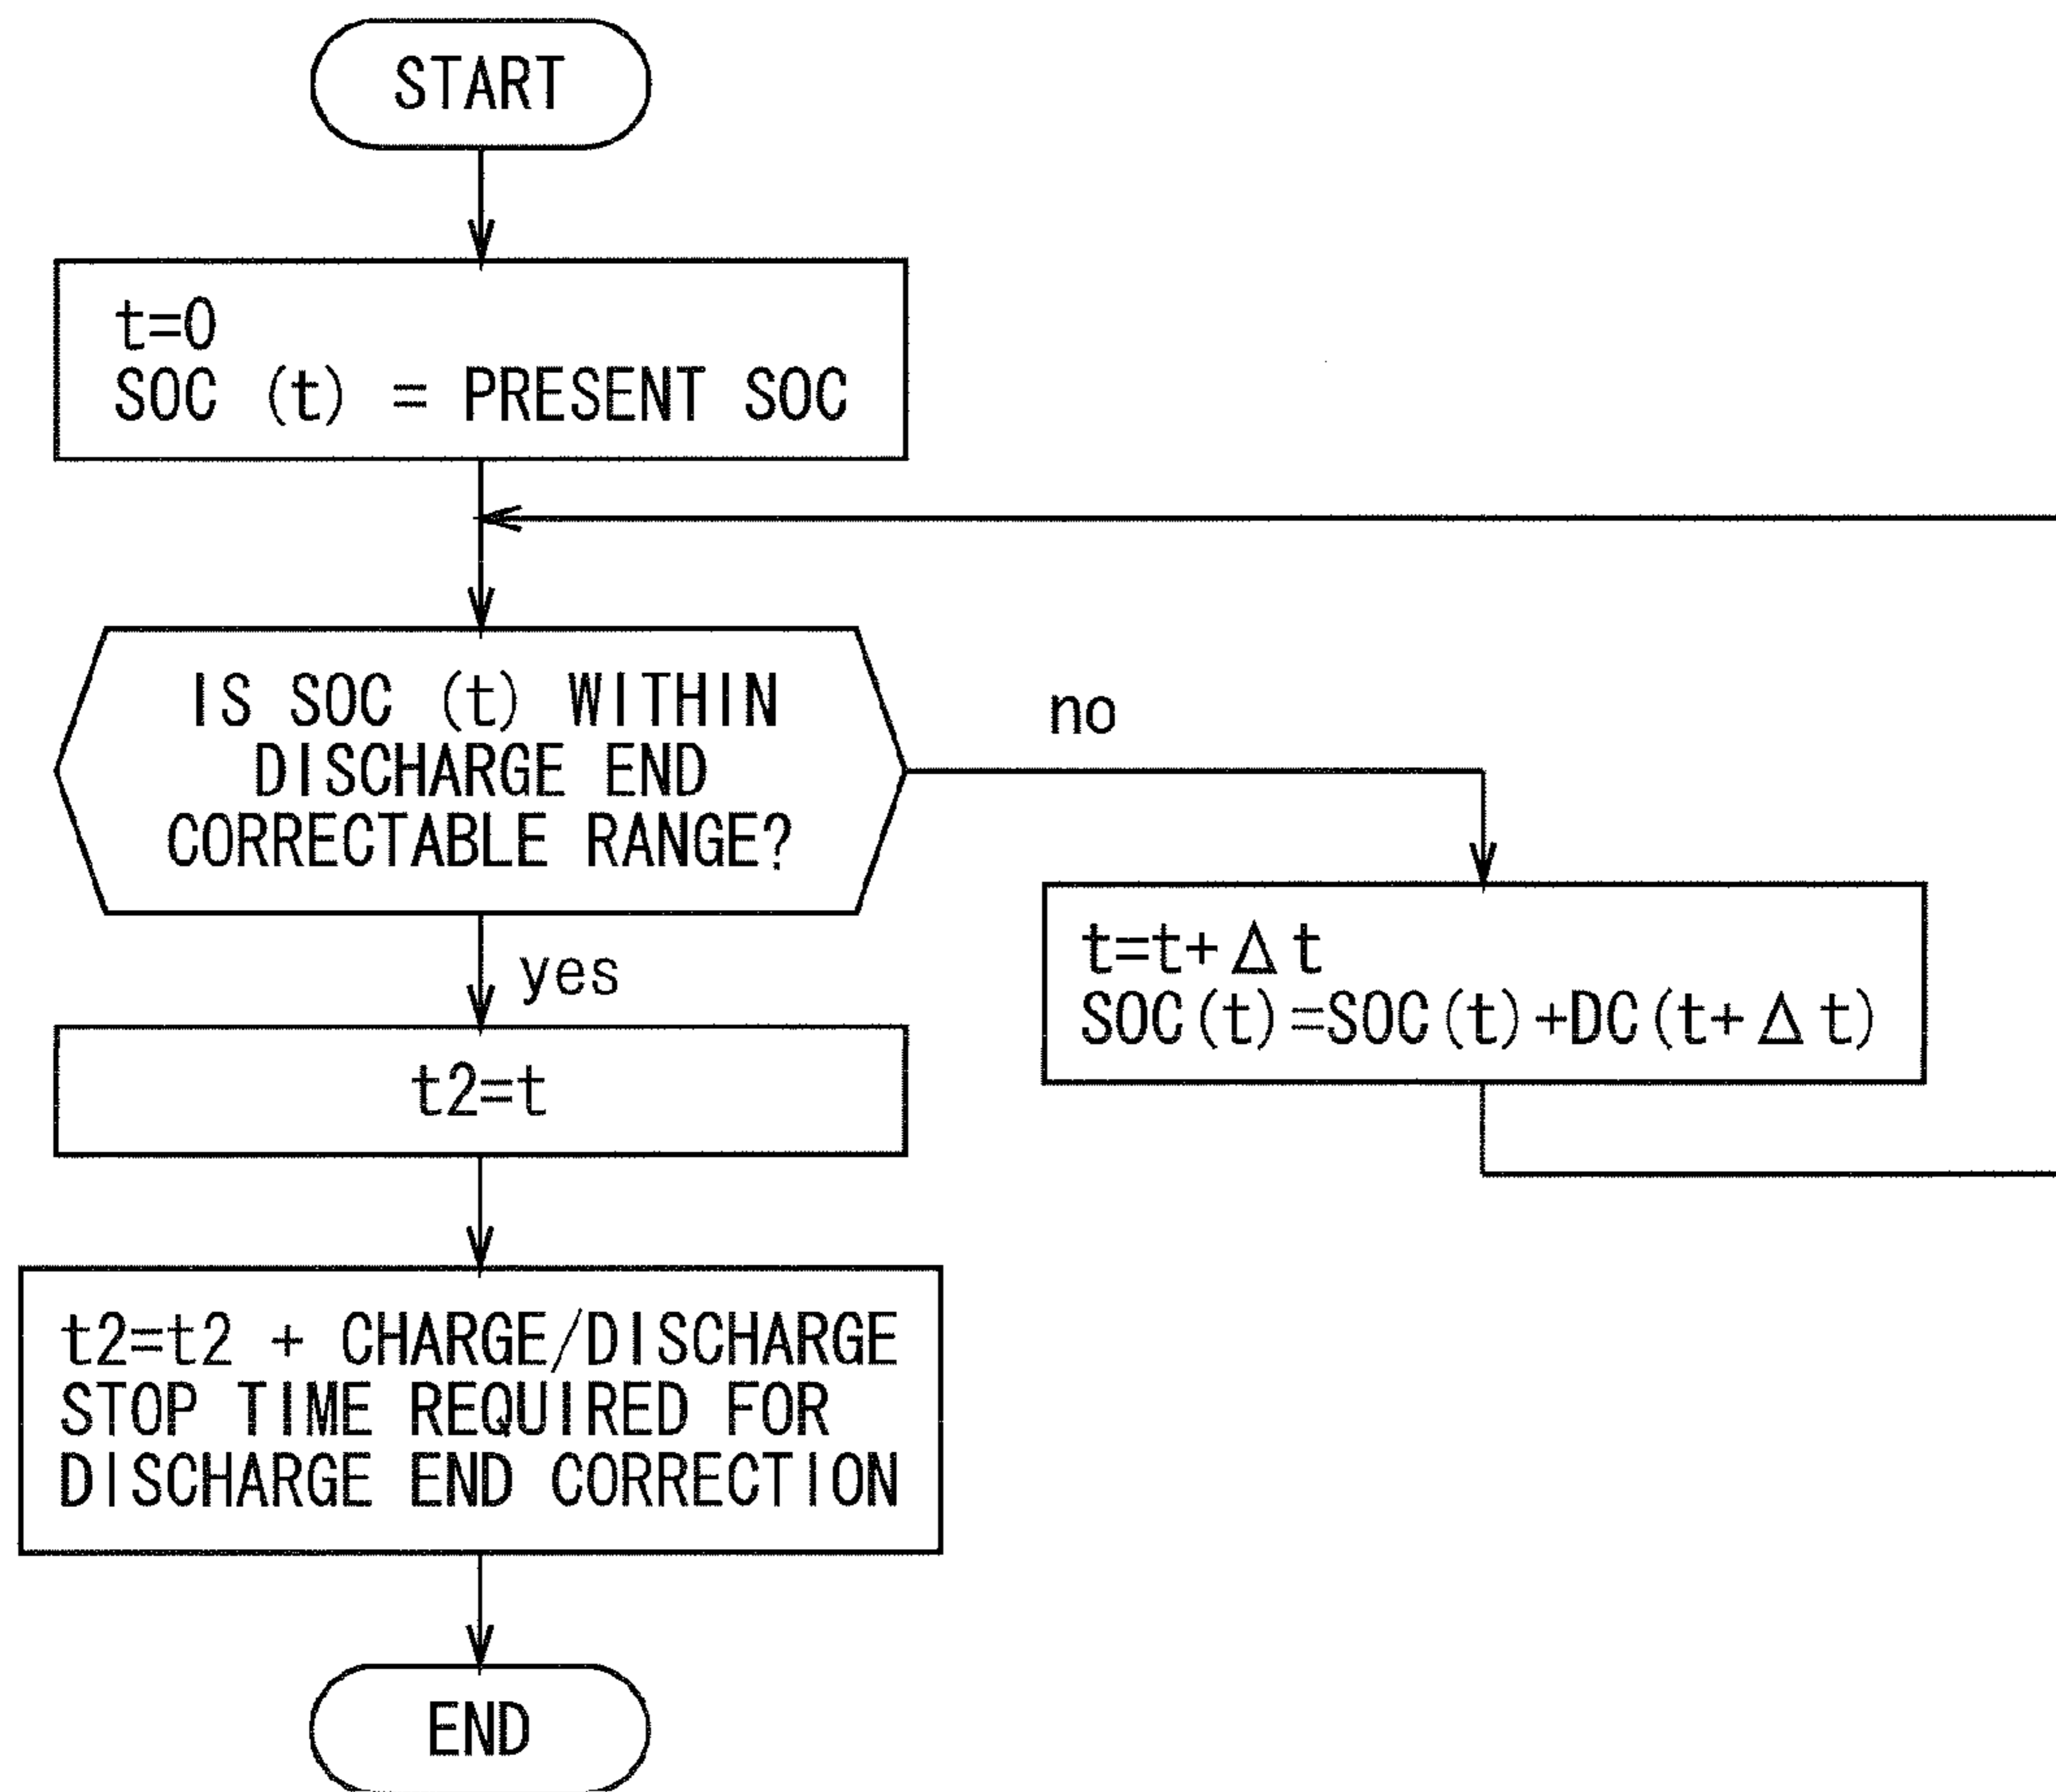 START
t=0
SOC (t) = PRESENT SOC
IS SOC (t) WITHIN
DISCHARGE END
CORRECTABLE RANGE?
no
t=t+Δt
SOC(t)=SOC(t)+DC(t+Δt)
yes
t2=t
t2=t2 + CHARGE/DISCHARGE
STOP TIME REQUIRED FOR
DISCHARGE END CORRECTION
END